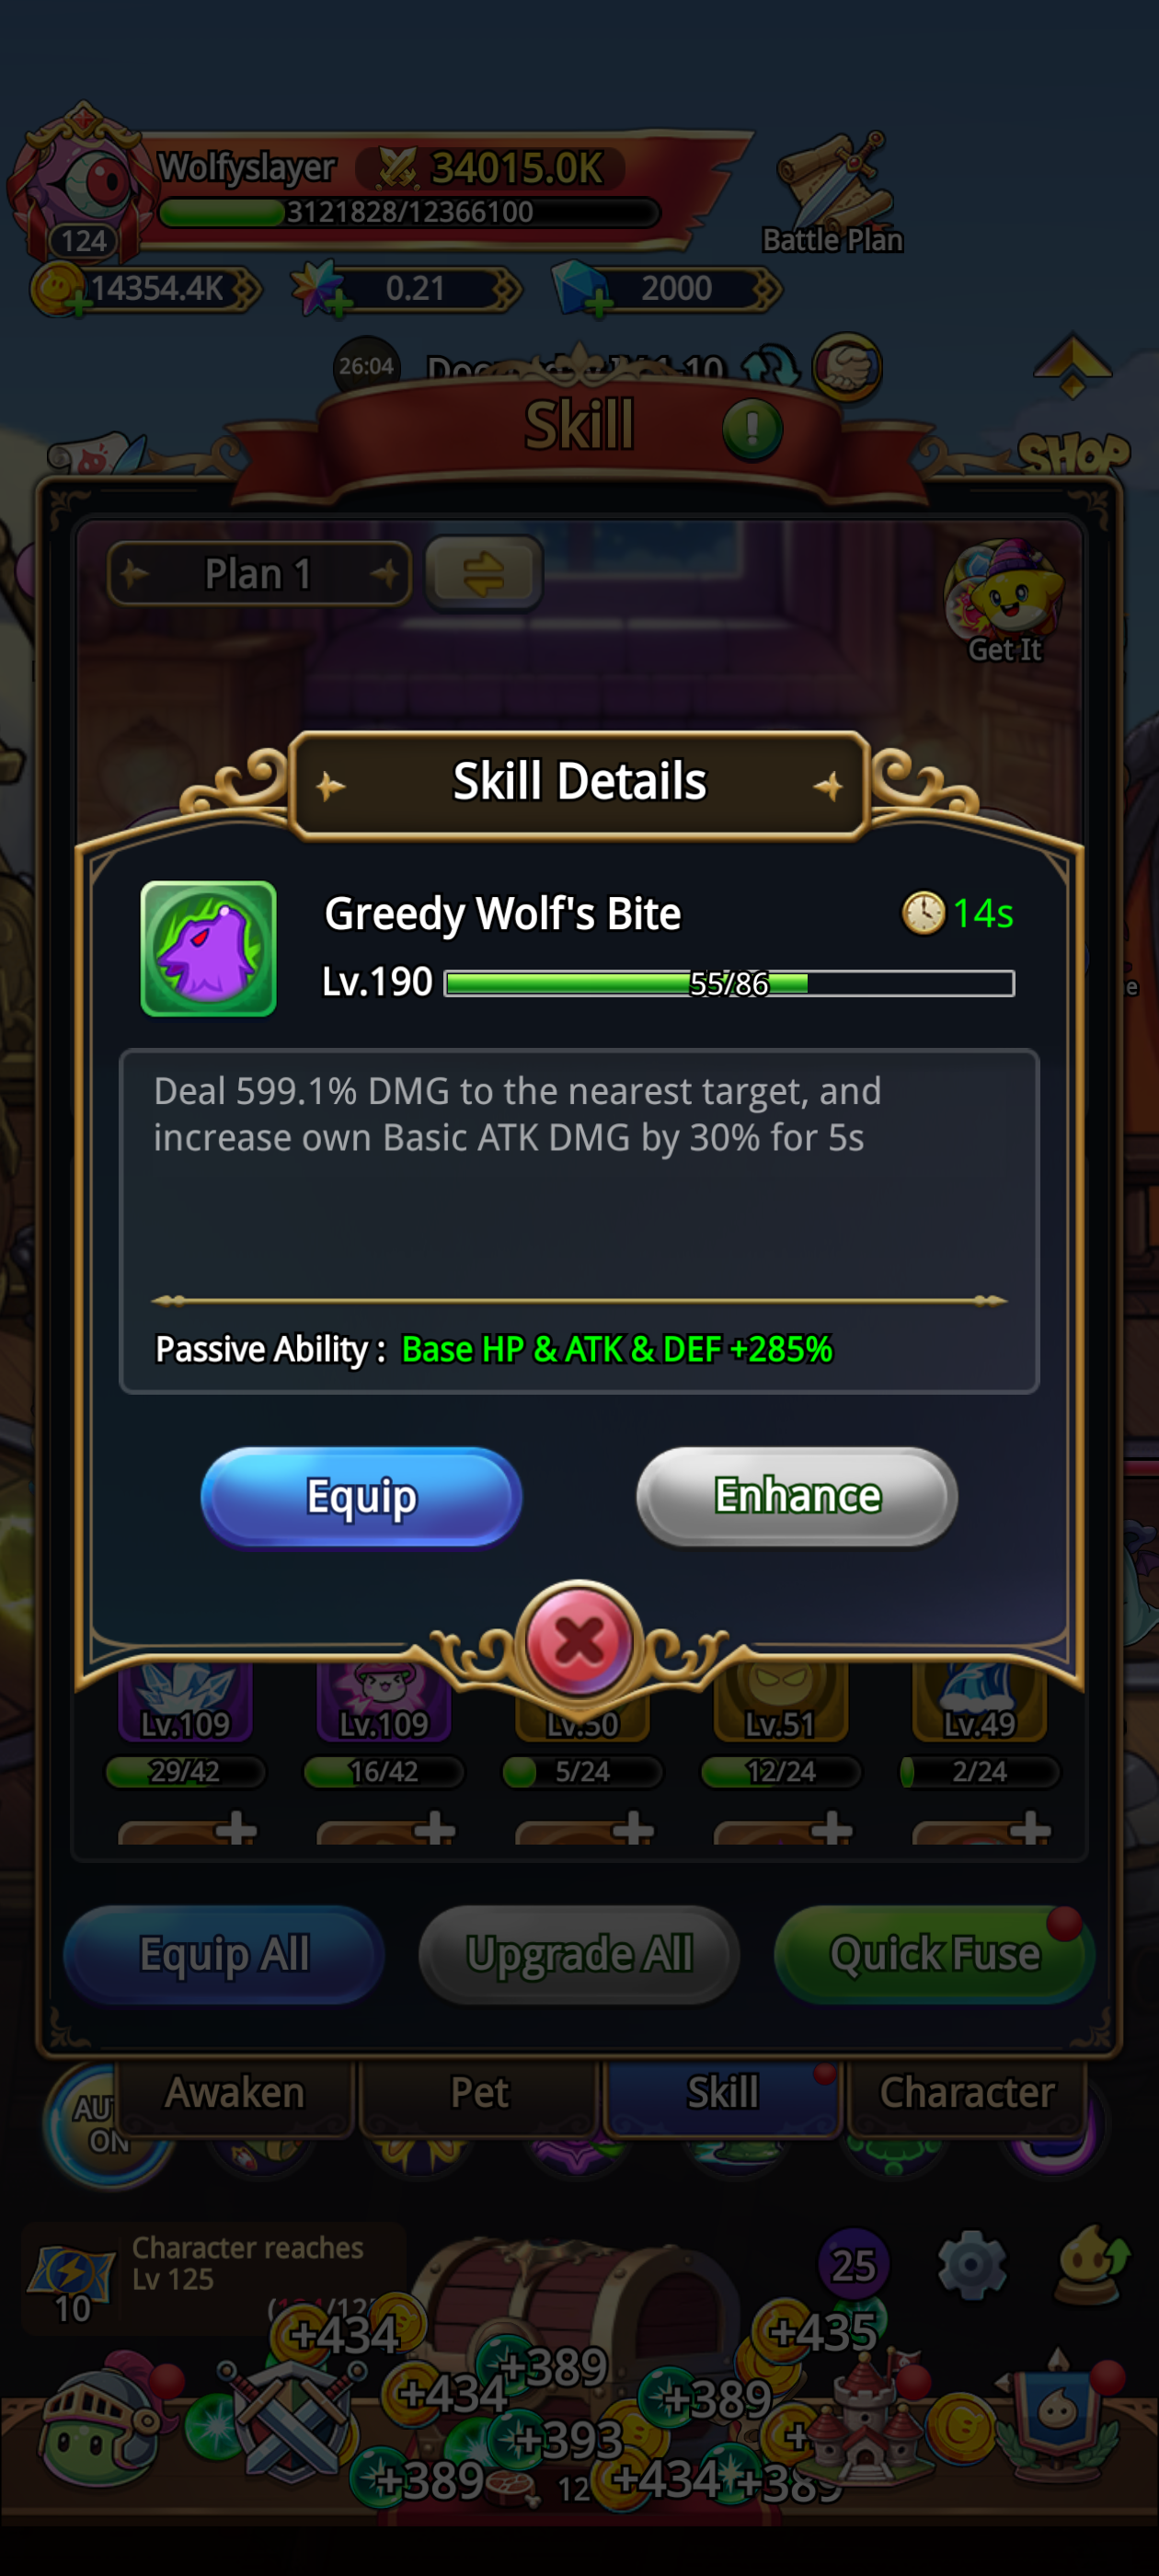 Wolfyslayer 34015.0K
3121828/12366100
124
Battle Plan
14354.4K 0.21 2000
26:04
Skill
SHOP
Plan 1
Get It
Skill Details
Greedy Wolf's Bite 14s
Lv.190 55/86
Deal 599.1% DMG to the nearest target, and
increase own Basic ATK DMG by 30% for 5s
Passive Ability : Base HP & ATK & DEF +285%
Equip Enhance
Lv.109 Lv.109 Lv.50 Lv.51 Lv.49
29/42 16/42 5/24 12/24 2/24
Equip All Upgrade All Quick Fuse
Awaken Pet Skill Character
ON
Character reaches
Lv 125
10
25
+434 +435
+389
+434 +389
+393
+389 12 +434 +389